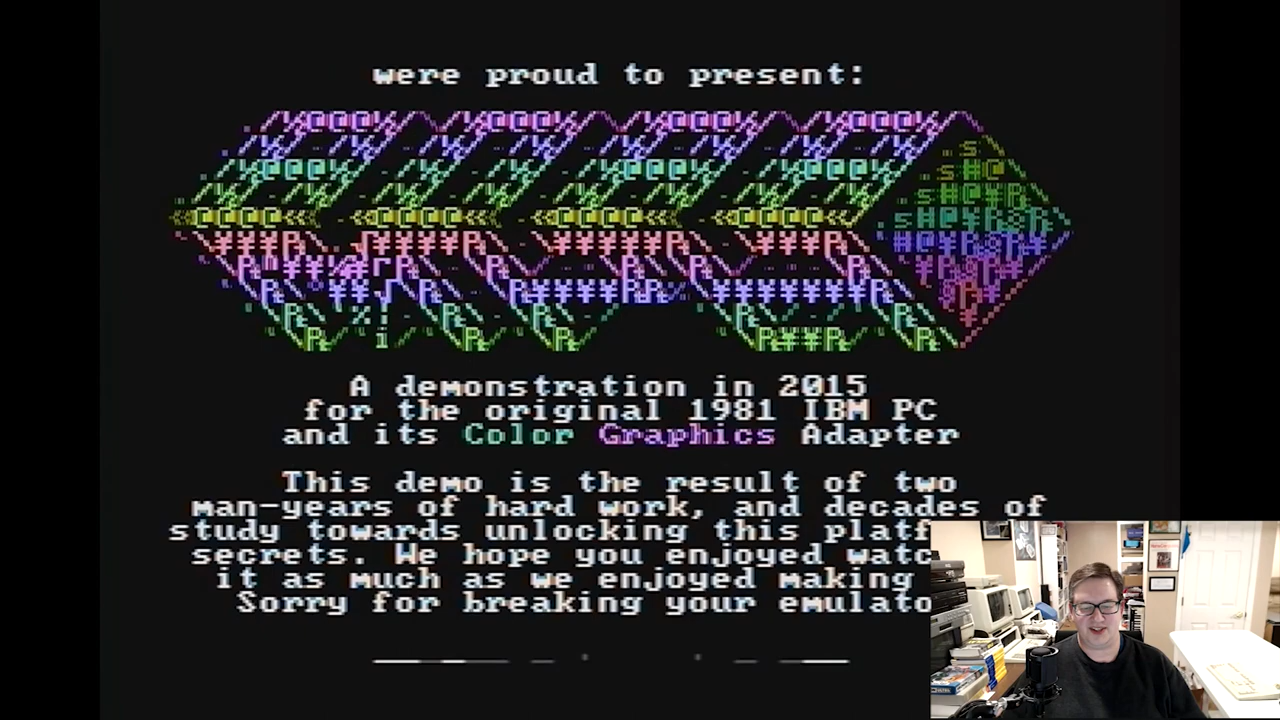 were proud to present:
A demonstration in 2015
for the original 1981 IBM PC
and its Color Graphics Adapter
This demo is the result of two
man-years of hard work, and decades of
study towards unlocking this platf
secrets. We hope you enjoyed watc
it as much as we enjoyed making
Sorry for breaking your emulato